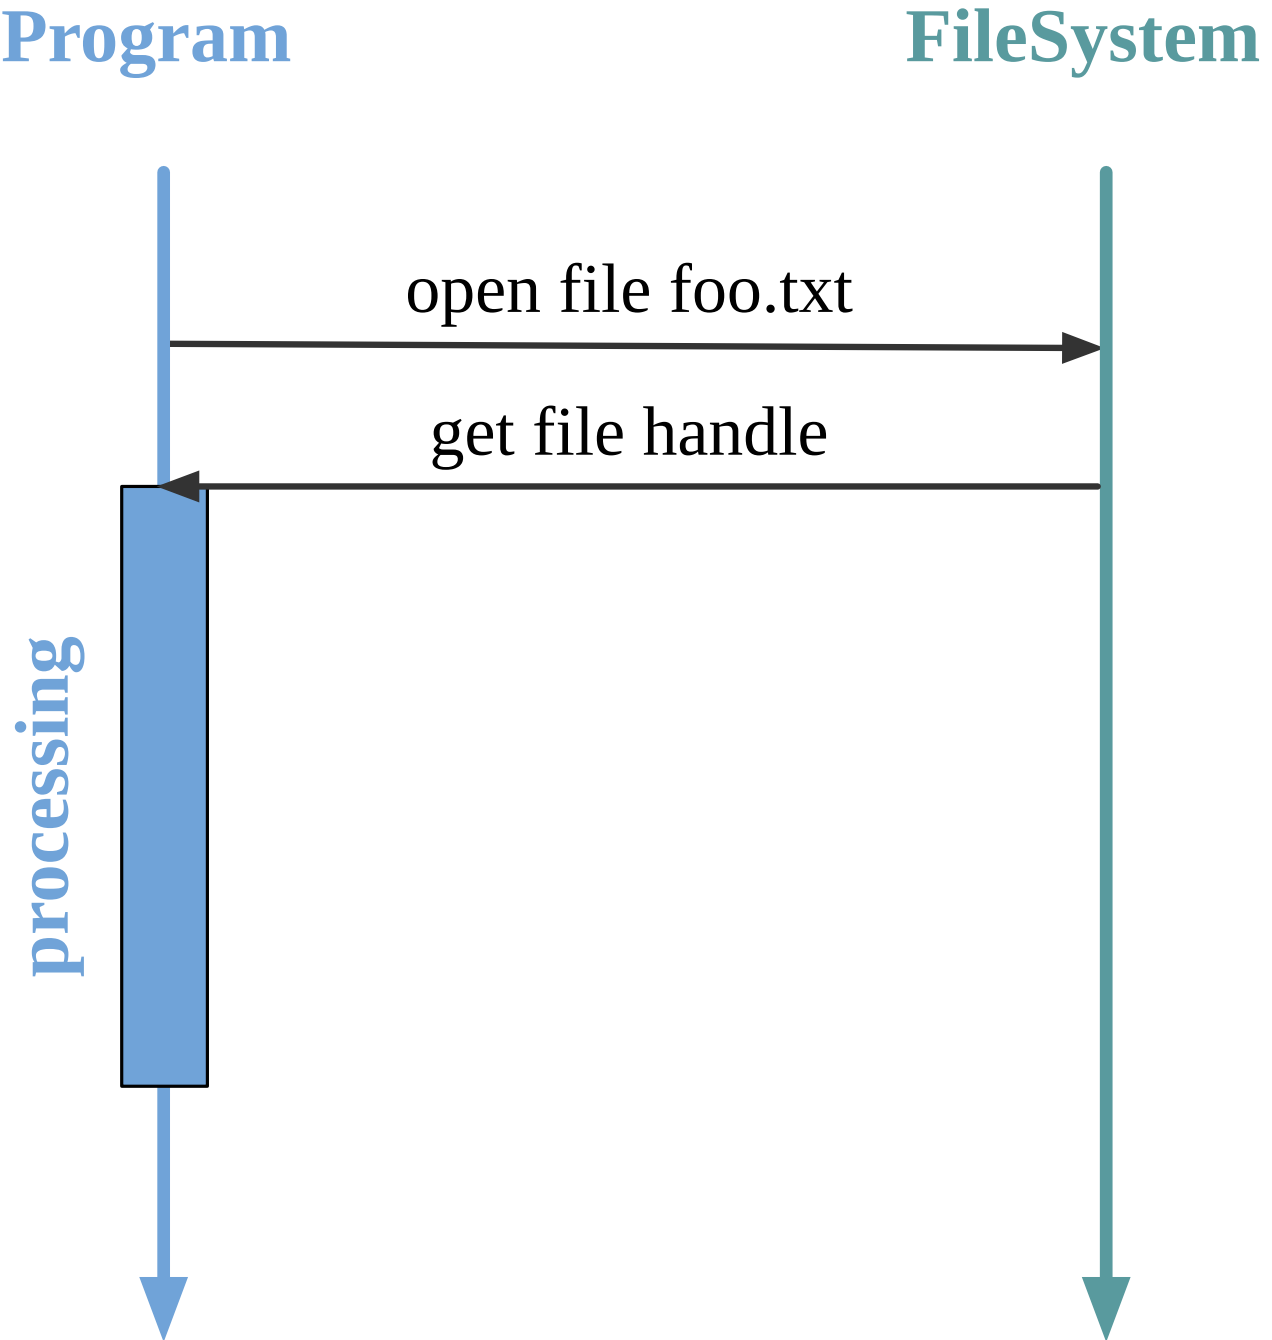 Program
FileSystem
open file foo.txt
get file handle
processing